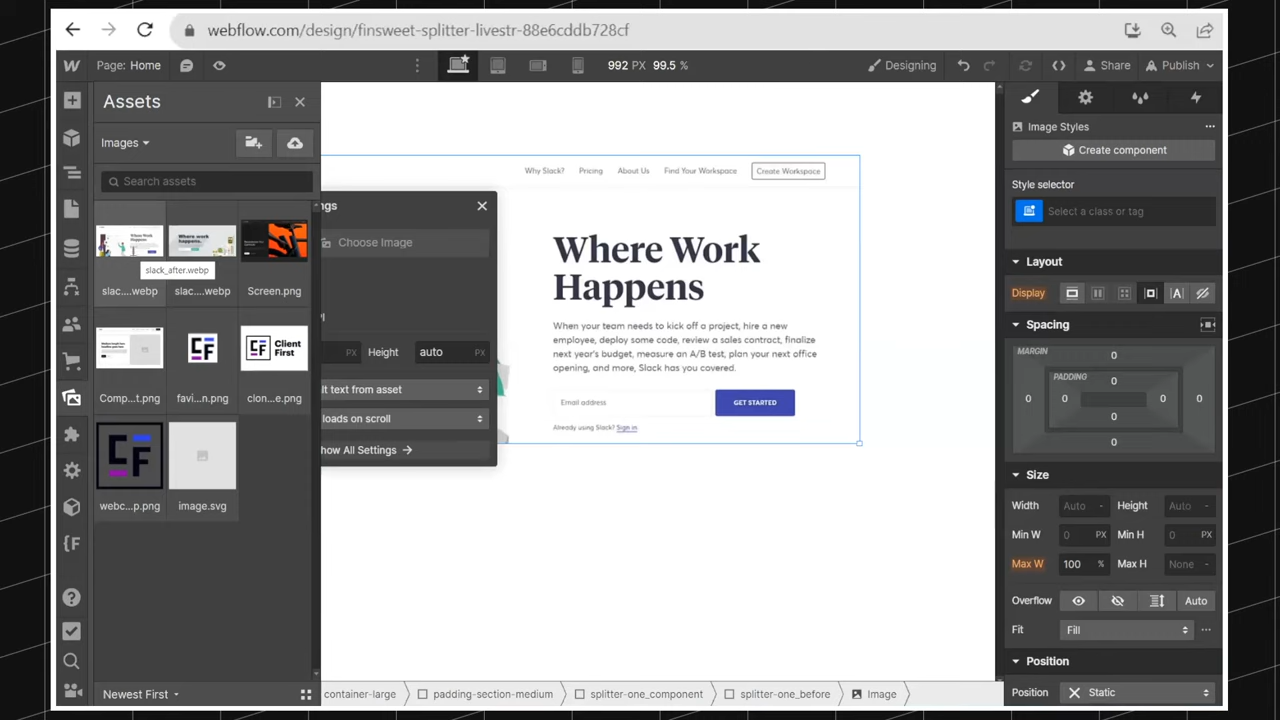 webflow.com/design/finsweet-splitter-livestr-88e6cddb728cf
Page: Home
992 PX 99.5 %
Designing
Share
Publish
Assets
Images
Search assets
slack_after.webp
slac....webp
slac....webp
Screen.png
Comp...t.png
favi...n.png
Client
First
clon...e.png
webc...p.png
image.svg
Newest First
ngs
Choose Image
PX
Height
auto
PX
lt text from asset
loads on scroll
how All Settings
Why Slack?
Pricing
About Us
Find Your Workspace
Create Workspace
Where Work
Happens
When your team needs to kick off a project, hire a new
employee, deploy some code, review a sales contract, finalize
next year's budget, measure an A/B test, plan your next office
opening, and more, Slack has you covered.
Email address
GET STARTED
Already using Slack? Sign in
container-large
padding-section-medium
splitter-one_component
splitter-one_before
Image
Image Styles
Create component
Style selector
Select a class or tag
Layout
Display
Spacing
MARGIN
0
PADDING
0
0
0
0
0
0
0
Size
Width
Auto -
Height
Auto -
Min W
0 PX
Min H
0 PX
Max W
100 %
Max H
None -
Overflow
Auto
Fit
Fill
Position
Position
Static